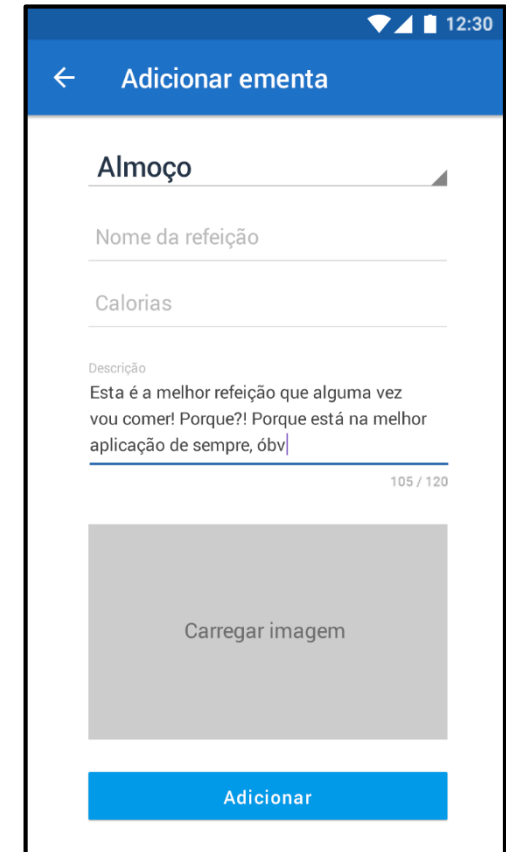 12:30
Adicionar ementa
Almoço
Nome da refeição
Calorias
Descrição
Esta é a melhor refeição que alguma vez
vou comer! Porque?! Porque está na melhor
aplicação de sempre, óbv
105 / 120
Carregar imagem
Adicionar